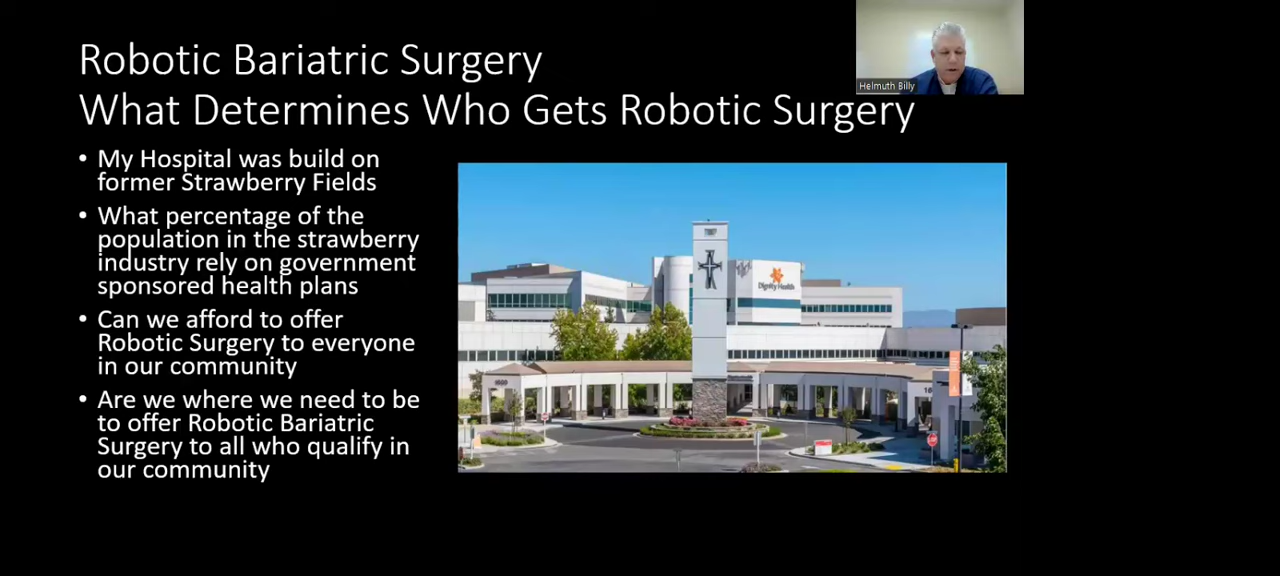 Robotic Bariatric Surgery
What Determines Who Gets Robotic Surgery
Helmuth Billy
• My Hospital was build on
former Strawberry Fields
• What percentage of the
population in the strawberry
industry rely on government
sponsored health plans
• Can we afford to offer
Robotic Surgery to everyone
in our community
• Are we where we need to be
to offer Robotic Bariatric
Surgery to all who qualify in
our community
Dignity Health
1600